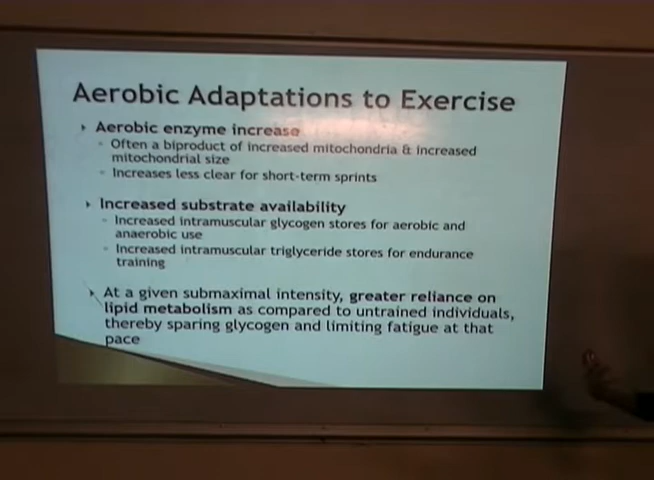 Aerobic Adaptations to Exercise
Aerobic enzyme increase
Often a biproduct of increased mitochondria & increased
mitochondrial size
Increases less clear for short-term sprints
Increased substrate availability
Increased intramuscular glycogen stores for aerobic and
anaerobic use
Increased intramuscular triglyceride stores for endurance
training
At a given submaximal intensity, greater reliance on
lipid metabolism as compared to untrained individuals,
thereby sparing glycogen and limiting fatigue at that
pace